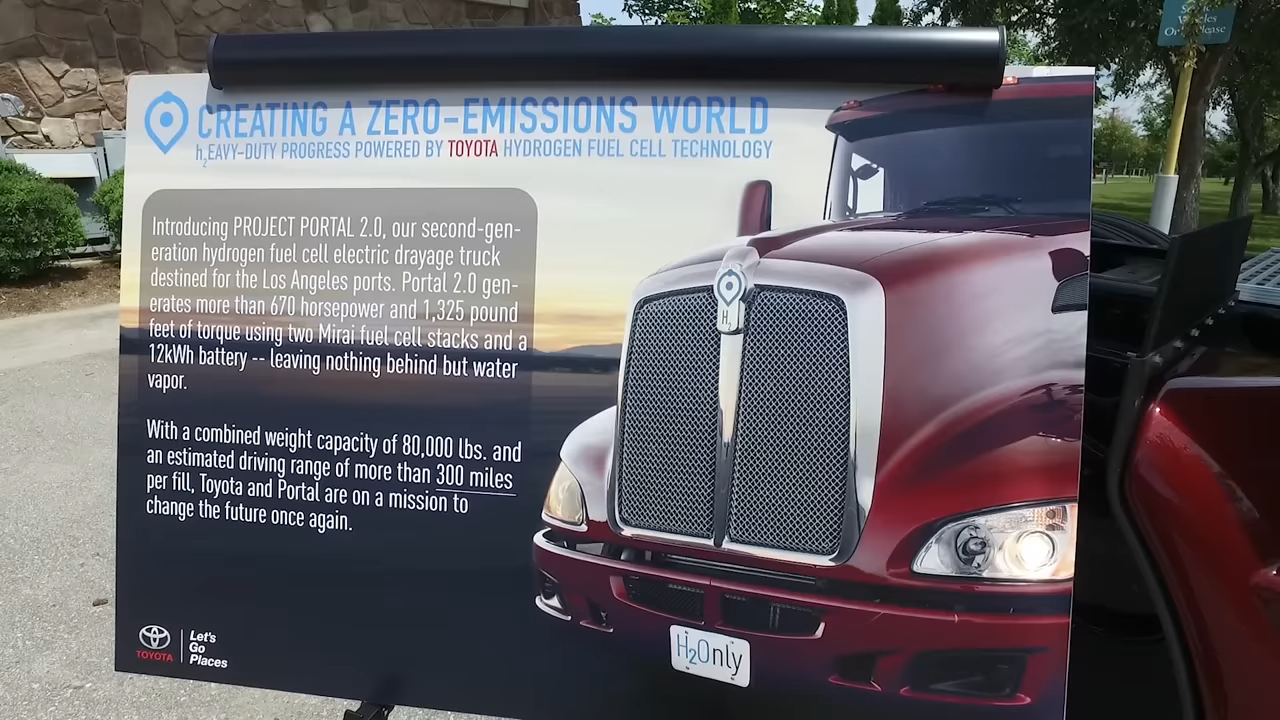 CREATING A ZERO-EMISSIONS WORLD
h2EAVY-DUTY PROGRESS POWERED BY TOYOTA HYDROGEN FUEL CELL TECHNOLOGY
Introducing PROJECT PORTAL 2.0, our second-gen-
eration hydrogen fuel cell electric drayage truck
destined for the Los Angeles ports. Portal 2.0 gen-
erates more than 670 horsepower and 1,325 pound
feet of torque using two Mirai fuel cell stacks and a
12kWh battery -- leaving nothing behind but water
vapor.
With a combined weight capacity of 80,000 lbs. and
an estimated driving range of more than 300 miles
per fill, Toyota and Portal are on a mission to
change the future once again.
H2
H2Only
TOYOTA
Let's
Go
Places